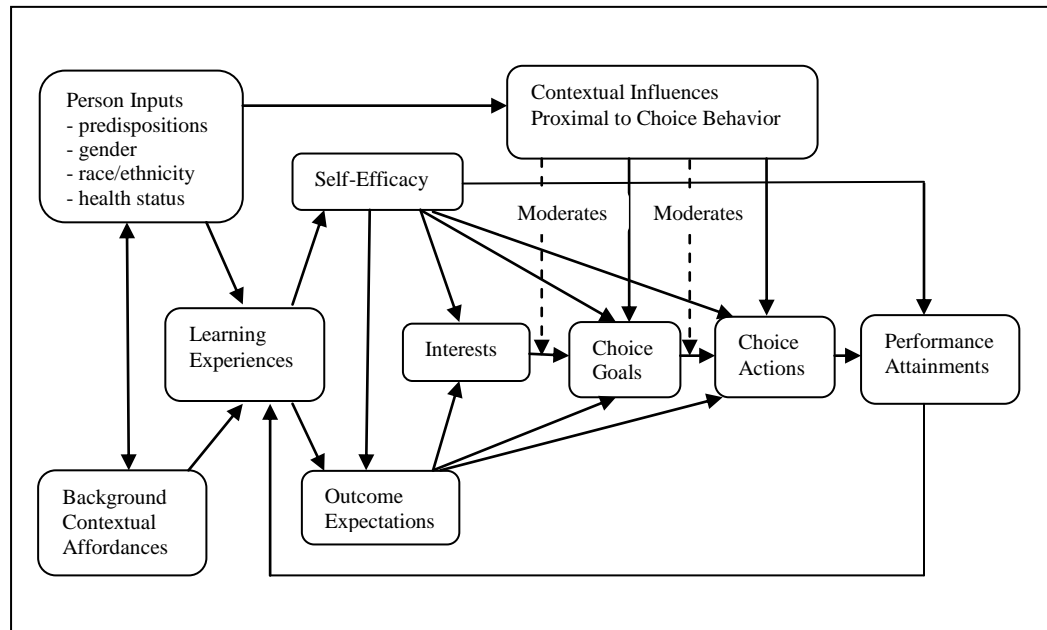 Person Inputs
- predispositions
- gender
- race/ethnicity
- health status
Contextual Influences
Proximal to Choice Behavior
Self-Efficacy
Moderates
Moderates
Learning
Experiences
Interests
Choice
Goals
Choice
Actions
Performance
Attainments
Background
Contextual
Affordances
Outcome
Expectations